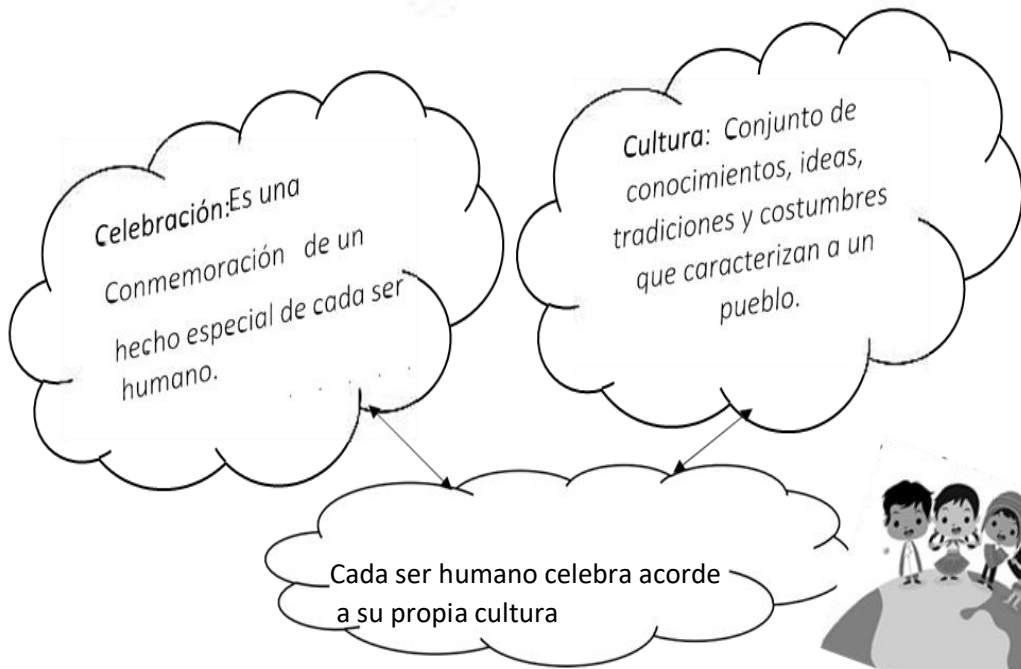 Celebración:Es una
Conmemoración de un
hecho especial de cada ser
humano.
Cultura: Conjunto de
conocimientos, ideas,
tradiciones y costumbres
que caracterizan a un
pueblo.
Cada ser humano celebra acorde
a su propia cultura